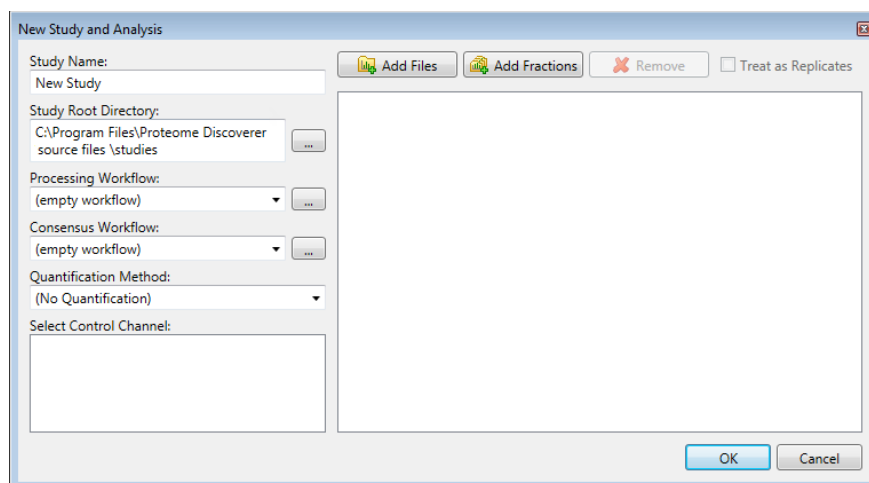 New Study and Analysis
Study Name:
New Study
Study Root Directory:
C:\Program Files\Proteome Discoverer
source files \studies
...
Processing Workflow:
(empty workflow)
...
Consensus Workflow:
(empty workflow)
...
Quantification Method:
(No Quantification)
Select Control Channel:
Add Files Add Fractions Remove Treat as Replicates
OK Cancel